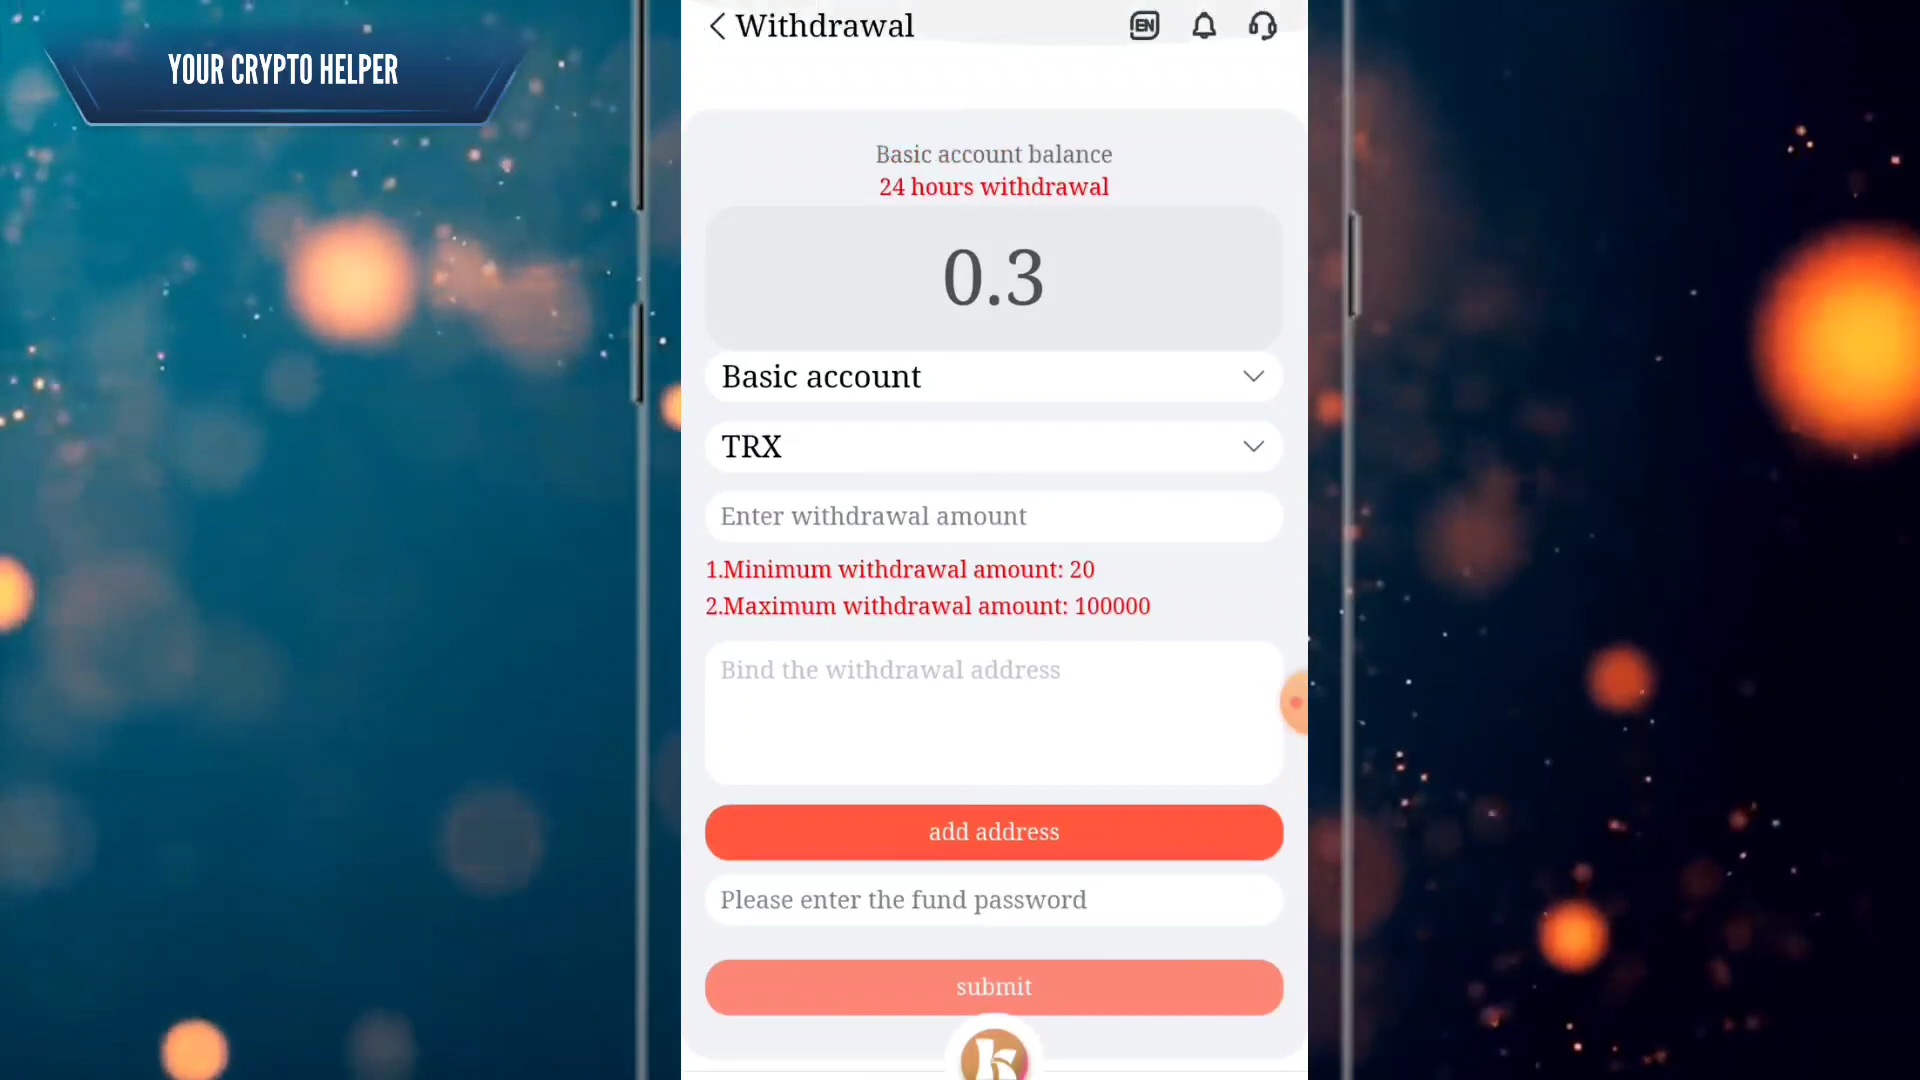 YOUR CRYPTO HELPER
Withdrawal
EN
Basic account balance
24 hours withdrawal
0.3
Basic account
TRX
Enter withdrawal amount
1.Minimum withdrawal amount: 20
2.Maximum withdrawal amount: 100000
Bind the withdrawal address
add address
Please enter the fund password
submit